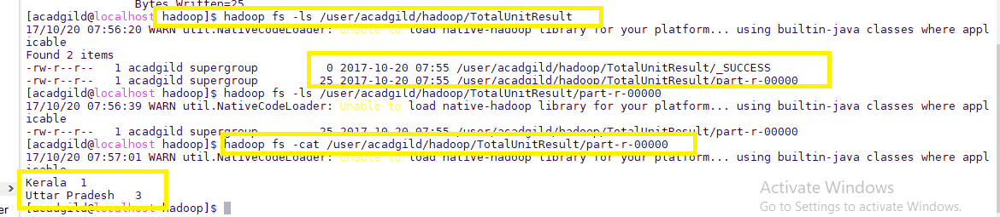 Bytes Written=25
[acadgild@localhost hadoop]$ hadoop fs -ls /user/acadgild/hadoop/TotalUnitResult
17/10/20 07:56:20 WARN util.NativeCodeLoader: Unable to load native-hadoop library for your platform... using builtin-java classes where appl
icable
Found 2 items
-rw-r--r--   1 acadgild supergroup          0 2017-10-20 07:55 /user/acadgild/hadoop/TotalUnitResult/_SUCCESS
-rw-r--r--   1 acadgild supergroup         25 2017-10-20 07:55 /user/acadgild/hadoop/TotalUnitResult/part-r-00000
[acadgild@localhost hadoop]$ hadoop fs -ls /user/acadgild/hadoop/TotalUnitResult/part-r-00000
17/10/20 07:56:39 WARN util.NativeCodeLoader: Unable to load native-hadoop library for your platform... using builtin-java classes where appl
icable
-rw-r--r--   1 acadgild supergroup         25 2017-10-20 07:55 /user/acadgild/hadoop/TotalUnitResult/part-r-00000
[acadgild@localhost hadoop]$ hadoop fs -cat /user/acadgild/hadoop/TotalUnitResult/part-r-00000
17/10/20 07:57:01 WARN util.NativeCodeLoader: Unable to load native-hadoop library for your platform... using builtin-java classes where appl
icable
Kerala  1
Uttar Pradesh   3
[acadgild@localhost hadoop]$
er
Activate Windows
Go to Settings to activate Windows.